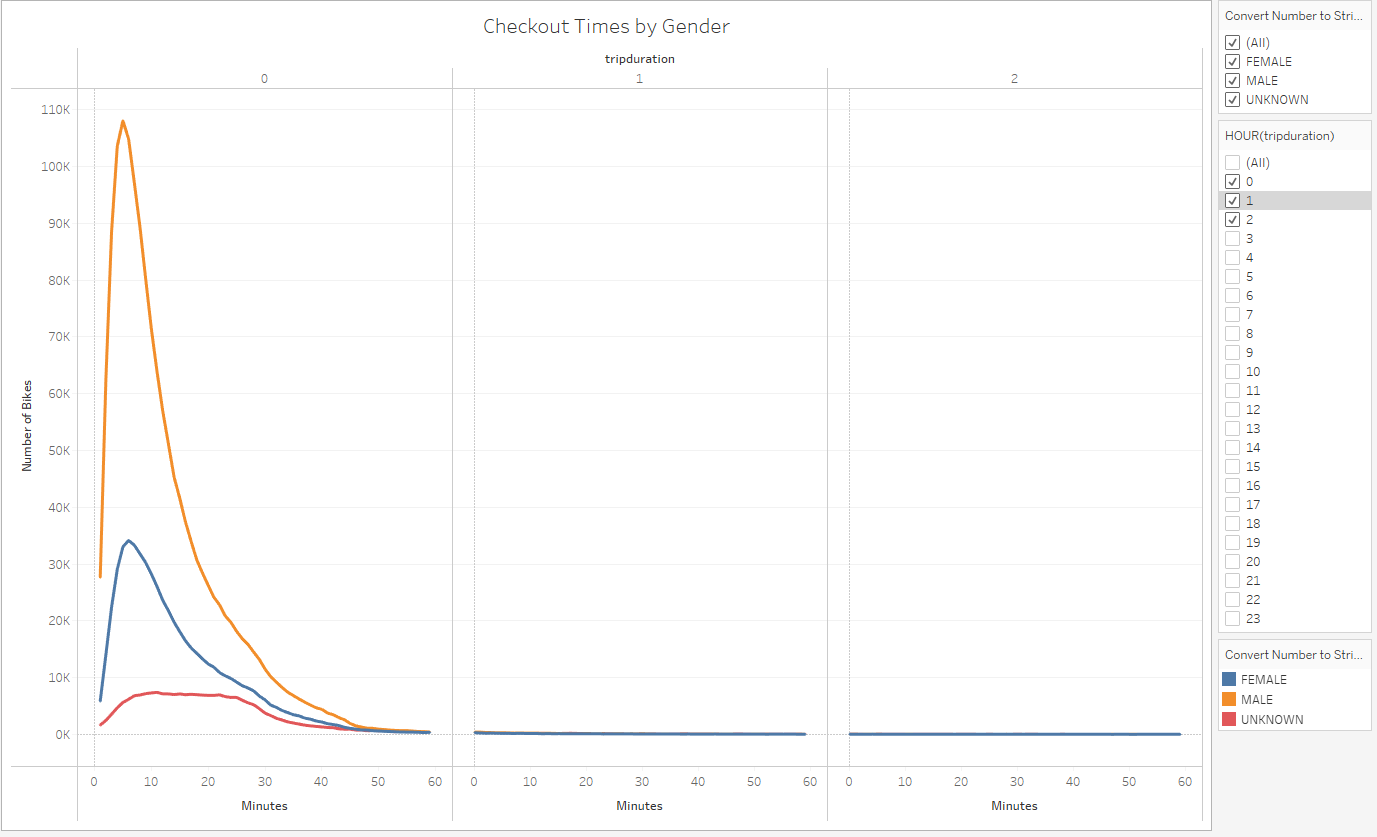 Checkout Times by Gender
tripduration
0 1 2
110K
100K
90K
80K
70K
60K
50K
40K
30K
20K
10K
0K
Number of Bikes
0 10 20 30 40 50 60 0 10 20 30 40 50 60 0 10 20 30 40 50 60
Minutes Minutes Minutes
Convert Number to Stri...
(All)
FEMALE
MALE
UNKNOWN
HOUR(tripduration)
(All)
0
1
2
3
4
5
6
7
8
9
10
11
12
13
14
15
16
17
18
19
20
21
22
23
Convert Number to Stri...
FEMALE
MALE
UNKNOWN